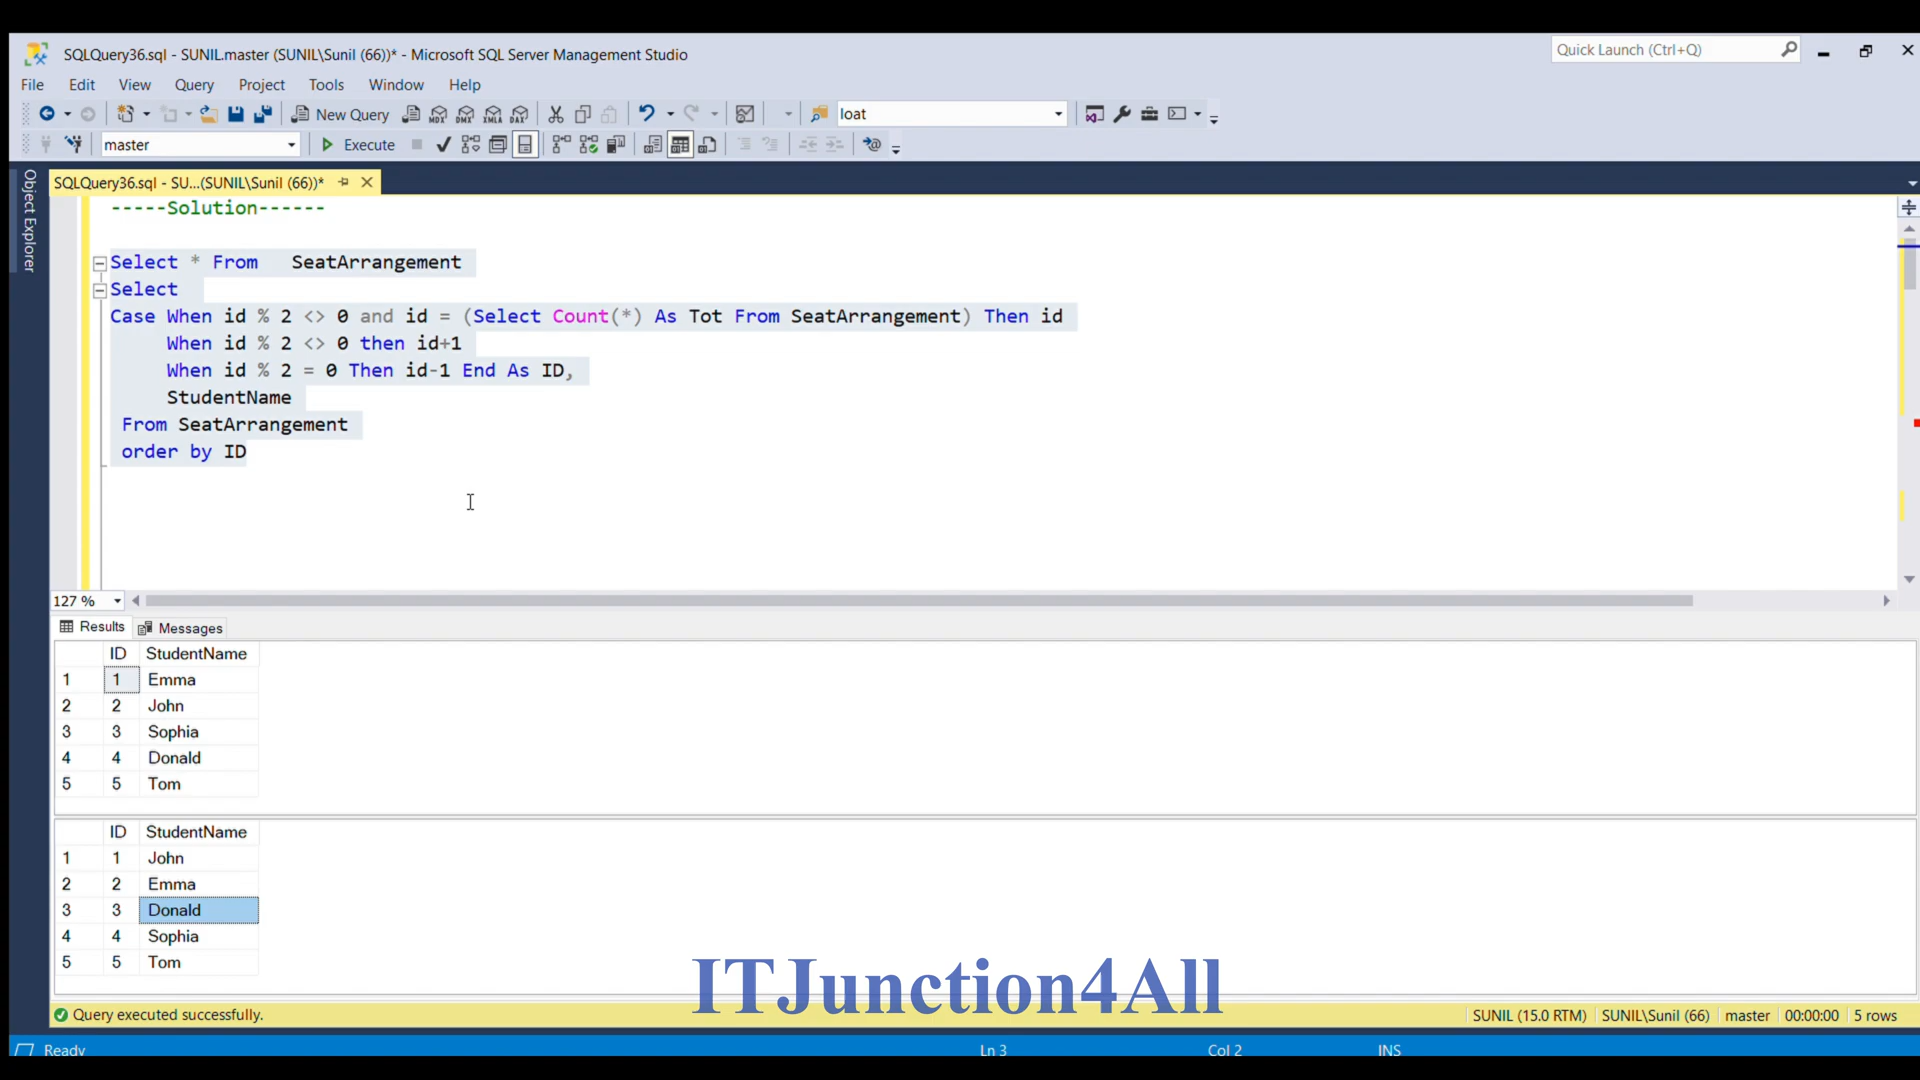 SQLQuery36.sql - SUNIL.master (SUNIL\Sunil (66))* - Microsoft SQL Server Management Studio
Quick Launch (Ctrl+Q)
File Edit View Query Project Tools Window Help
New Query MDX DMX XMLA DAX loat
master Execute
Object Explorer
SQLQuery36.sql - SU...(SUNIL\Sunil (66))*
-----Solution------
Select * From   SeatArrangement
Select
Case When id % 2 <> 0 and id = (Select Count(*) As Tot From SeatArrangement) Then id
When id % 2 <> 0 then id+1
When id % 2 = 0 Then id-1 End As ID,
StudentName
From SeatArrangement
order by ID
127 %
Results Messages
ID StudentName
1 1 Emma
2 2 John
3 3 Sophia
4 4 Donald
5 5 Tom
ID StudentName
1 1 John
2 2 Emma
3 3 Donald
4 4 Sophia
5 5 Tom
ITJunction4All
Query executed successfully.
SUNIL (15.0 RTM) SUNIL\Sunil (66) master 00:00:00 5 rows
Ready Ln 3 Col 2 INS